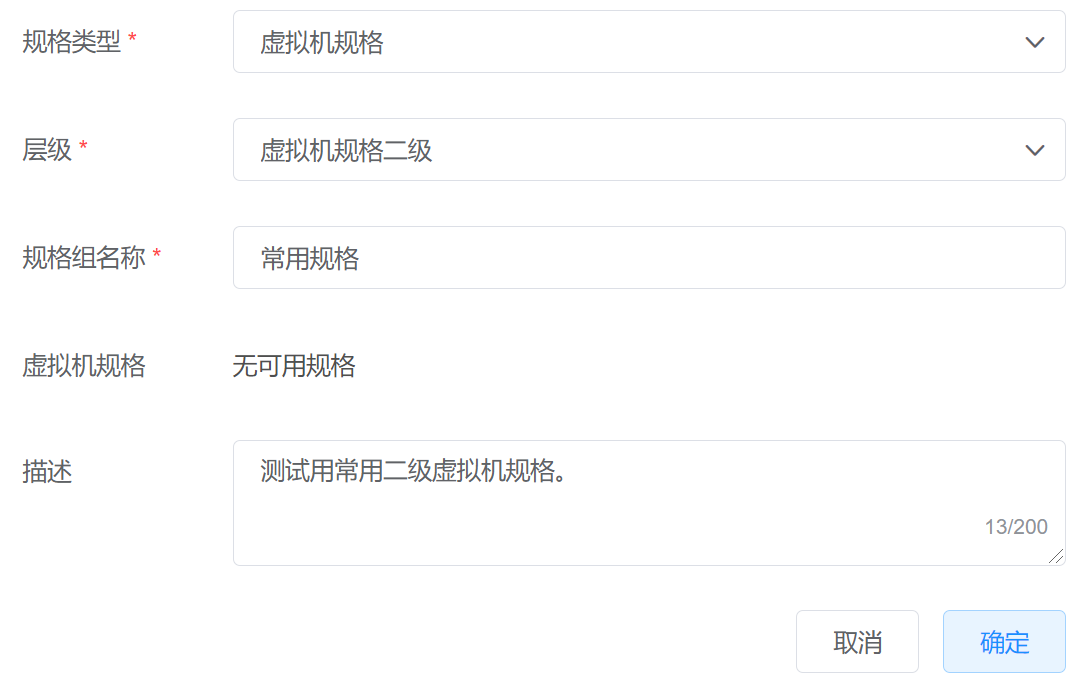 规格类型 * 虚拟机规格
层级 * 虚拟机规格二级
规格组名称 * 常用规格
虚拟机规格 无可用规格
描述 测试用常用二级虚拟机规格。
13/200
取消 确定